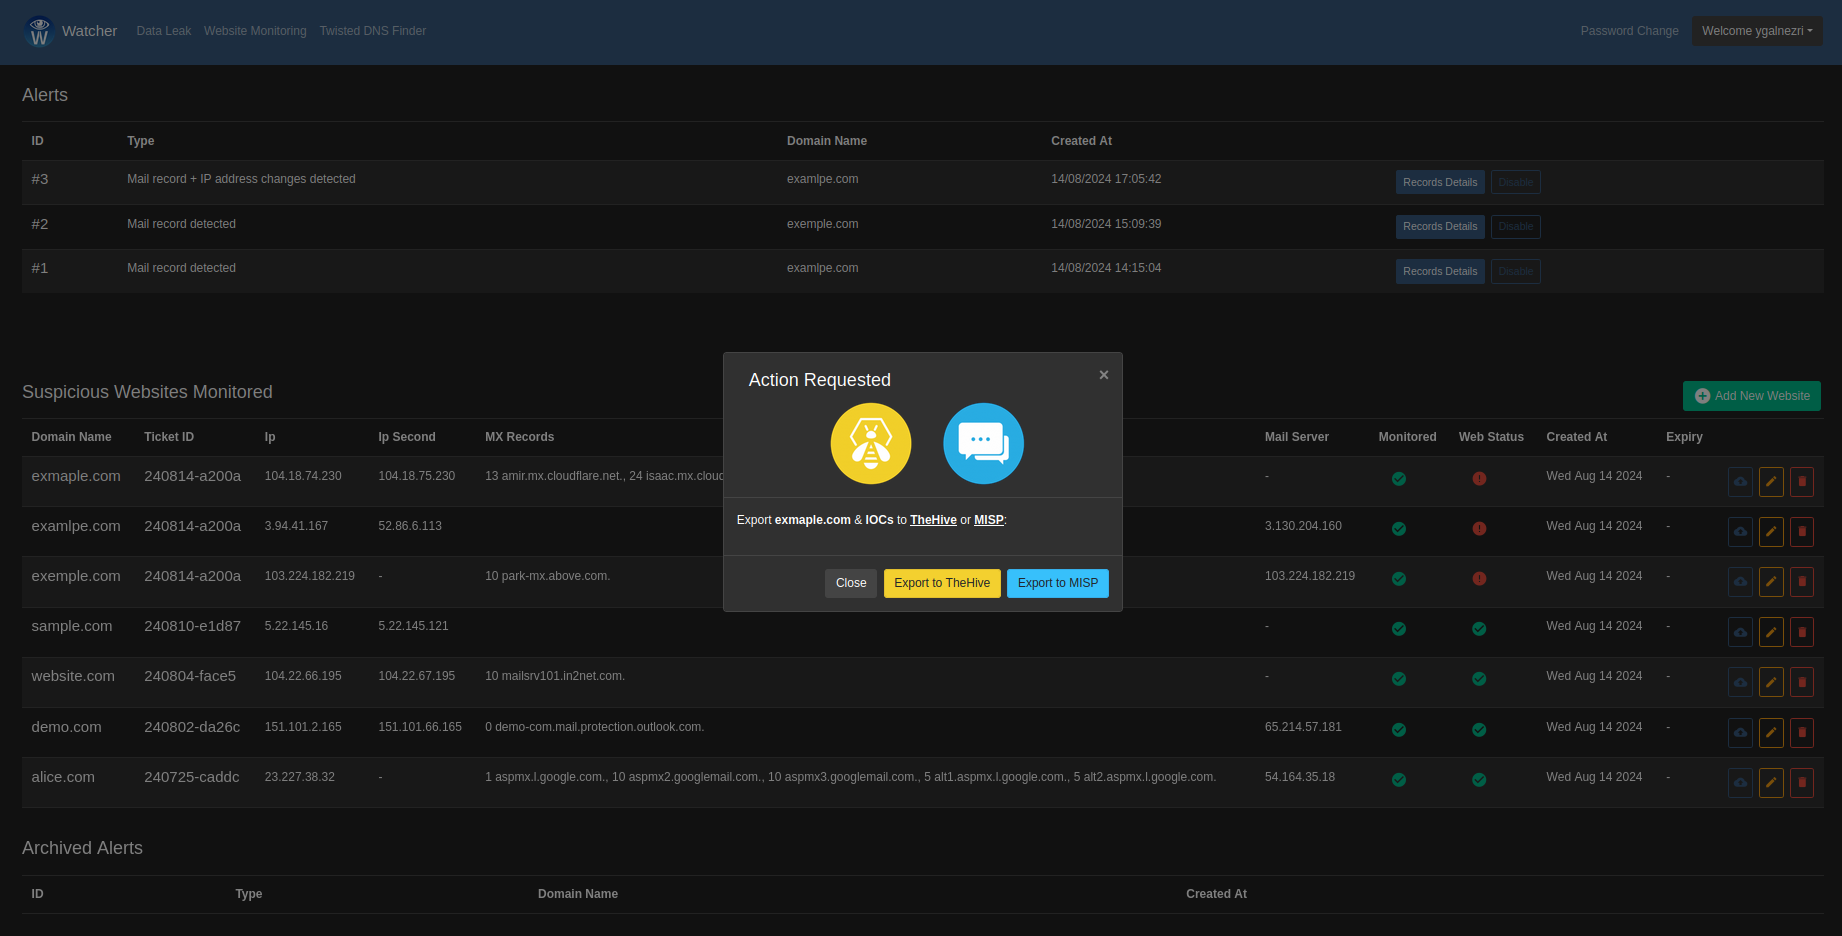 Watcher Data Leak Website Monitoring Twisted DNS Finder Password Change Welcome ygalnezri
Alerts
ID Type Domain Name Created At
#3 Mail record + IP address changes detected examlpe.com 14/08/2024 17:05:42 Records Details Disable
#2 Mail record detected exemple.com 14/08/2024 15:09:39 Records Details Disable
#1 Mail record detected examlpe.com 14/08/2024 14:15:04 Records Details Disable
Action Requested ×
Suspicious Websites Monitored Add New Website
Domain Name Ticket ID Ip Ip Second MX Records Mail Server Monitored Web Status Created At Expiry
exmaple.com 240814-a200a 104.18.74.230 104.18.75.230 13 amir.mx.cloudflare.net., 24 isaac.mx.clou - Wed Aug 14 2024 -
Export exmaple.com & IOCs to TheHive or MISP:
examlpe.com 240814-a200a 3.94.41.167 52.86.6.113 3.130.204.160 Wed Aug 14 2024 -
exemple.com 240814-a200a 103.224.182.219 - 10 park-mx.above.com. 103.224.182.219 Wed Aug 14 2024 -
Close Export to TheHive Export to MISP
sample.com 240810-e1d87 5.22.145.16 5.22.145.121 - Wed Aug 14 2024 -
website.com 240804-face5 104.22.66.195 104.22.67.195 10 mailsrv101.in2net.com. - Wed Aug 14 2024 -
demo.com 240802-da26c 151.101.2.165 151.101.66.165 0 demo-com.mail.protection.outlook.com. 65.214.57.181 Wed Aug 14 2024 -
alice.com 240725-caddc 23.227.38.32 - 1 aspmx.l.google.com., 10 aspmx2.googlemail.com., 10 aspmx3.googlemail.com., 5 alt1.aspmx.l.google.com., 5 alt2.aspmx.l.google.com. 54.164.35.18 Wed Aug 14 2024 -
Archived Alerts
ID Type Domain Name Created At